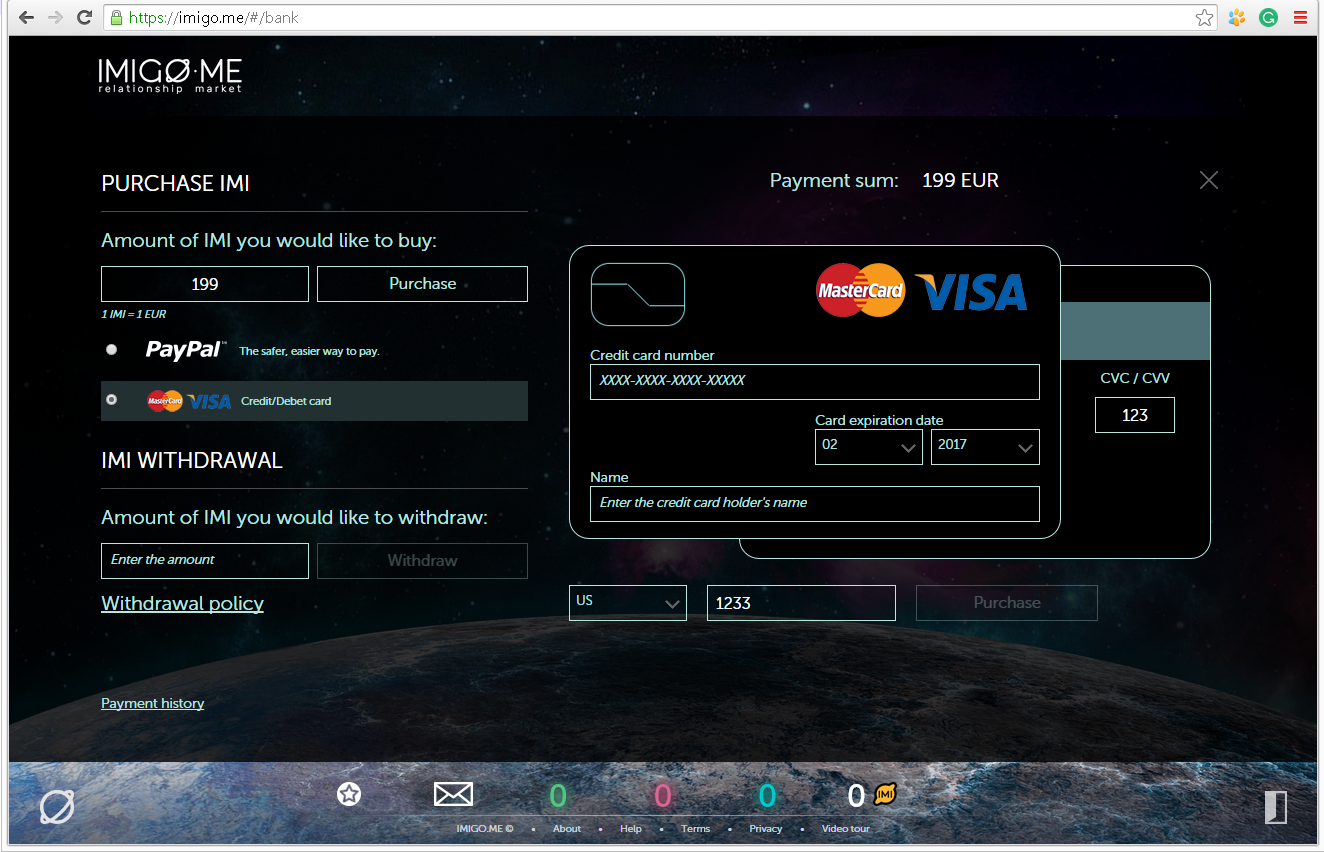 https://imigo.me/#/bank
IMIGO·ME
relationship market
PURCHASE IMI
Amount of IMI you would like to buy:
199
Purchase
1 IMI = 1 EUR
PayPal™ The safer, easier way to pay.
MasterCard VISA Credit/Debet card
IMI WITHDRAWAL
Amount of IMI you would like to withdraw:
Enter the amount
Withdraw
Withdrawal policy
Payment history
Payment sum: 199 EUR
MasterCard VISA
Credit card number
XXXX-XXXX-XXXX-XXXXX
Card expiration date
02 2017
Name
Enter the credit card holder's name
CVC / CVV
123
US 1233 Purchase
0 0 0 0 IMI
IMIGO.ME © • About • Help • Terms • Privacy • Video tour